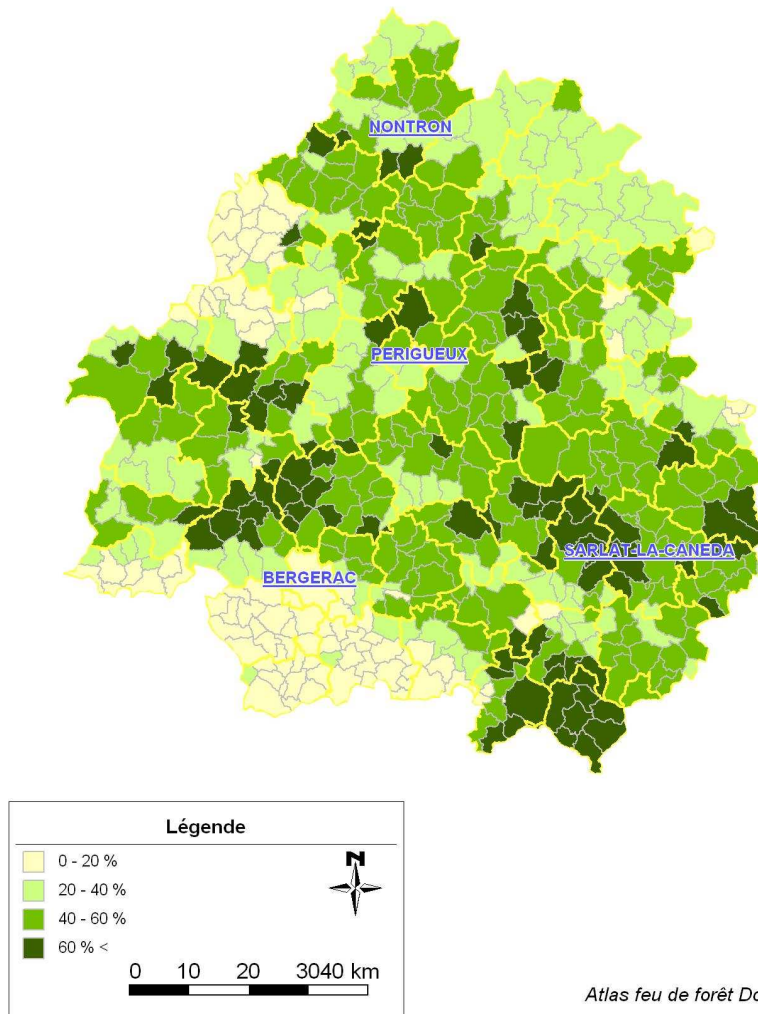 NONTRON
PERIGUEUX
SARLAT-LA-CANEDA
BERGERAC
Légende
0 - 20 %
20 - 40 %
40 - 60 %
60 % <
N
0 10 20 3040 km
Atlas feu de forêt Do